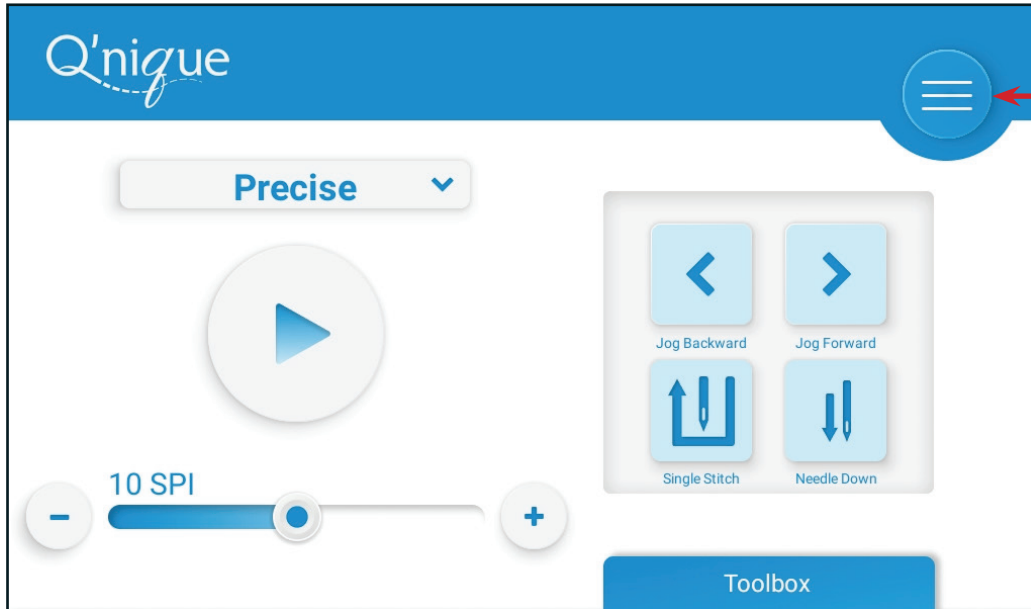 Q'nique
Precise
10 SPI
Jog Backward
Jog Forward
Single Stitch
Needle Down
Toolbox